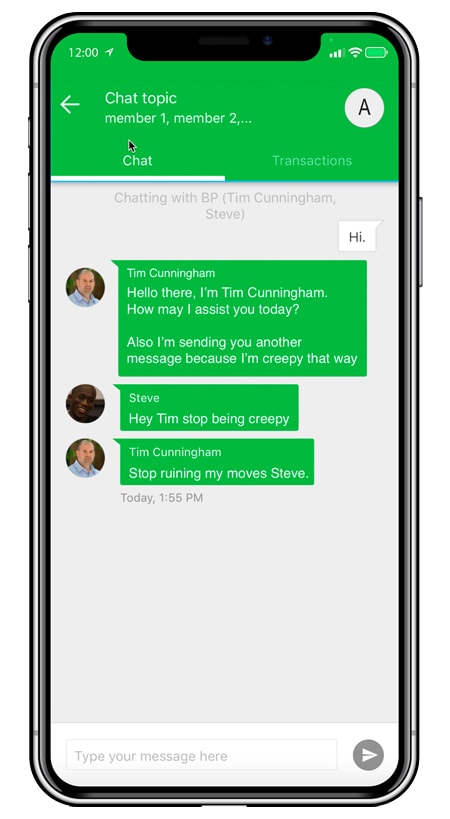 12:00
Chat topic
member 1, member 2,...
A
Chat
Transactions
Chatting with BP (Tim Cunningham,
Steve)
Hi.
Tim Cunningham
Hello there, I'm Tim Cunningham.
How may I assist you today?
Also I'm sending you another
message because I'm creepy that way
Steve
Hey Tim stop being creepy
Tim Cunningham
Stop ruining my moves Steve.
Today, 1:55 PM
Type your message here